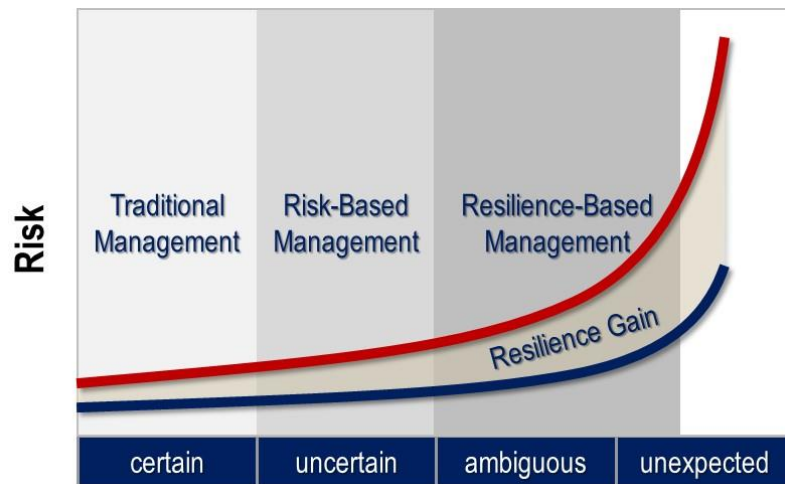 Risk
Traditional
Management
Risk-Based
Management
Resilience-Based
Management
Resilience Gain
certain
uncertain
ambiguous
unexpected